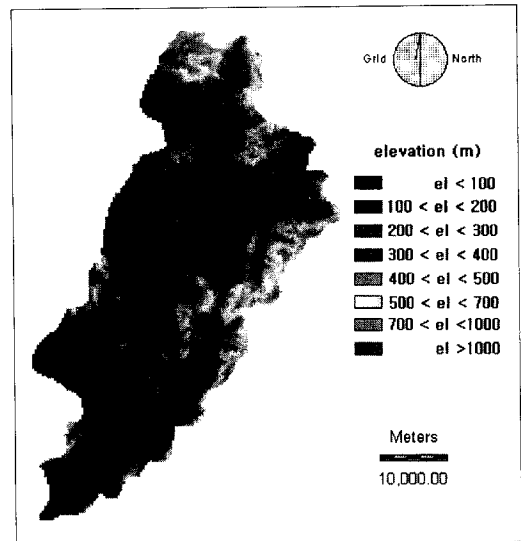 Grid North
elevation (m)
el < 100
100 < el < 200
200 < el < 300
300 < el < 400
400 < el < 500
500 < el < 700
700 < el <1000
el >1000
Meters
10,000.00